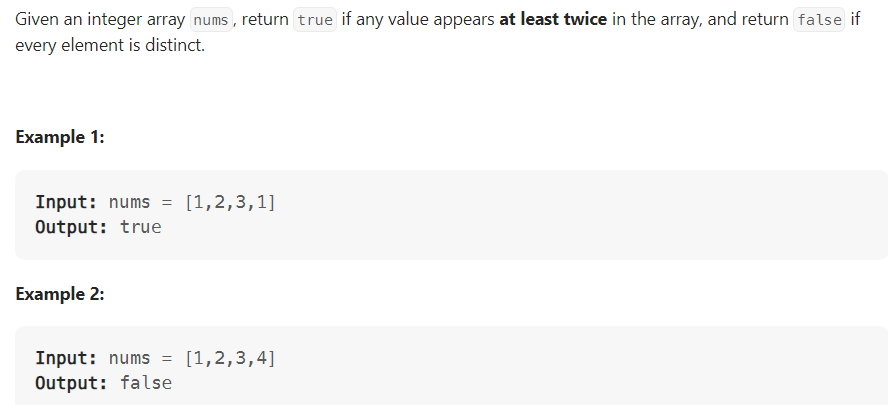 Given an integer array nums, return true if any value appears at least twice in the array, and return false if
every element is distinct.
Example 1:
Input: nums = [1,2,3,1]
Output: true
Example 2:
Input: nums = [1,2,3,4]
Output: false